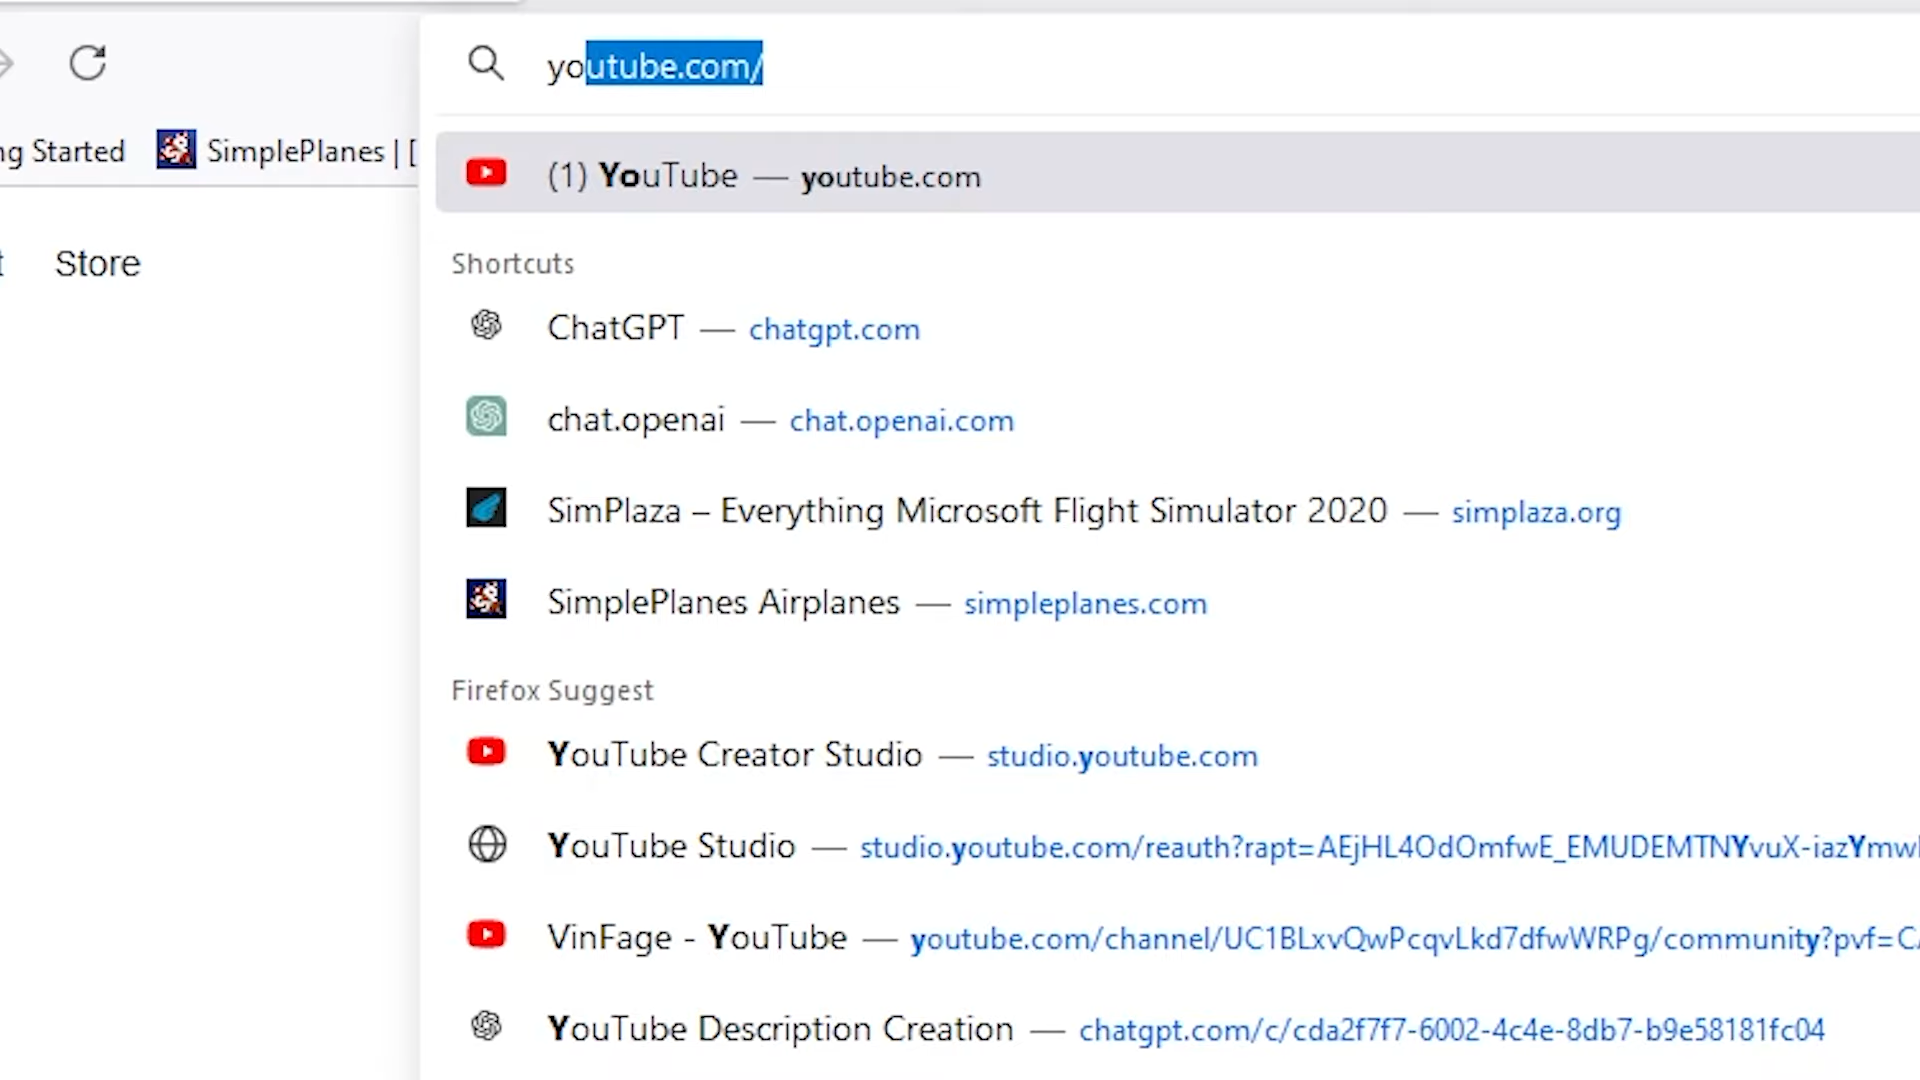 youtube.com/
ng Started SimplePlanes | [
(1) YouTube — youtube.com
Shortcuts
Store
ChatGPT — chatgpt.com
chat.openai — chat.openai.com
SimPlaza – Everything Microsoft Flight Simulator 2020 — simplaza.org
SimplePlanes Airplanes — simpleplanes.com
Firefox Suggest
YouTube Creator Studio — studio.youtube.com
YouTube Studio — studio.youtube.com/reauth?rapt=AEjHL4OdOmfwE_EMUDEMTNYvuX-iazYmw
VinFage - YouTube — youtube.com/channel/UC1BLxvQwPcqvLkd7dfwWRPg/community?pvf=C
YouTube Description Creation — chatgpt.com/c/cda2f7f7-6002-4c4e-8db7-b9e58181fc04